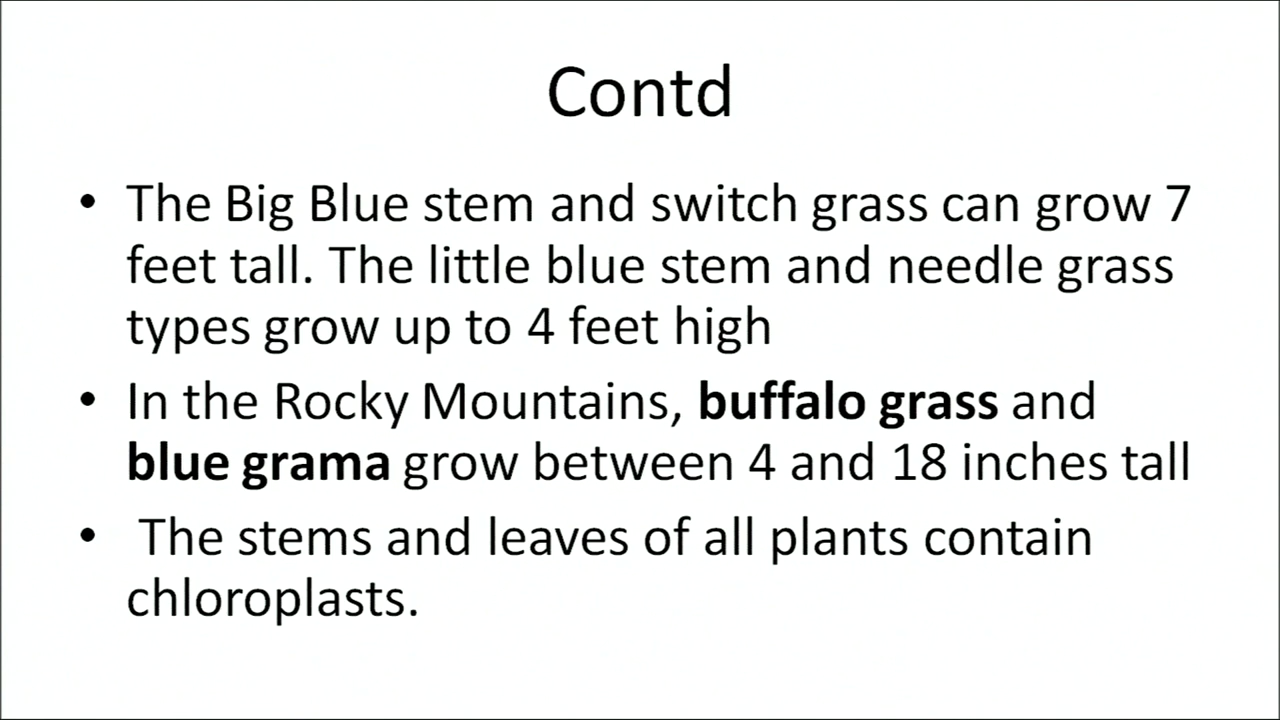 Contd
• The Big Blue stem and switch grass can grow 7
feet tall. The little blue stem and needle grass
types grow up to 4 feet high
• In the Rocky Mountains, buffalo grass and
blue grama grow between 4 and 18 inches tall
• The stems and leaves of all plants contain
chloroplasts.